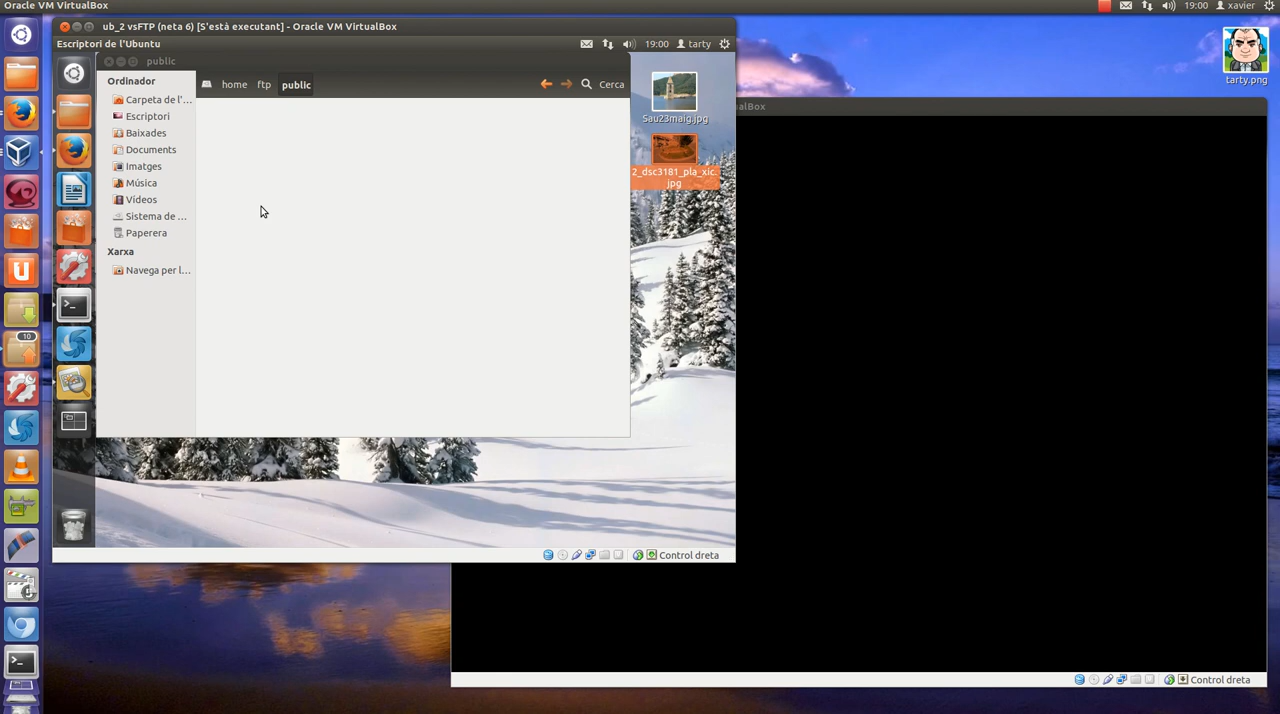 Oracle VM VirtualBox
19:00
xavier
ub_2 vsFTP (neta 6) [S'està executant] - Oracle VM VirtualBox
Escriptori de l'Ubuntu
19:00
tarty
public
Ordinador
Carpeta de l'...
Escriptori
Baixades
Documents
Imatges
Música
Vídeos
Sistema de ...
Paperera
Xarxa
Navega per l...
home
ftp
public
Cerca
Sau23maig.jpg
2_dsc3181_pla_xic.
jpg
tarty.png
tualBox
10
Control dreta
Control dreta